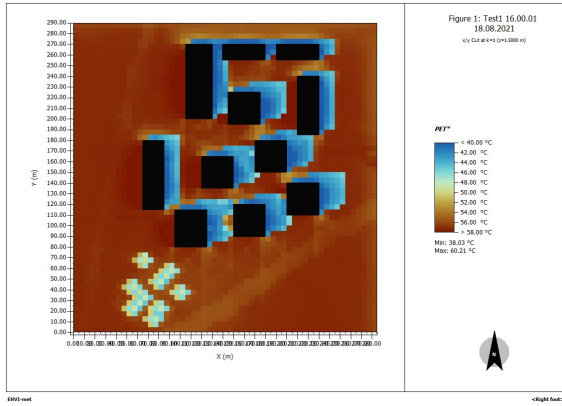 Figure 1: Test1 16.00.01
18.08.2021
x/y Cut at k=1 (z=1.5000 m)
290.00
280.00
270.00
260.00
250.00
240.00
230.00
220.00
210.00
200.00
190.00
180.00
170.00
160.00
150.00
140.00
130.00
120.00
110.00
100.00
90.00
80.00
70.00
60.00
50.00
40.00
30.00
20.00
10.00
0.00
Y (m)
X (m)
PET*
< 40.00 °C
42.00 °C
44.00 °C
46.00 °C
48.00 °C
50.00 °C
52.00 °C
54.00 °C
56.00 °C
> 58.00 °C
Min: 38.03 °C
Max: 60.21 °C
N
ENVI-met
<Right foot>